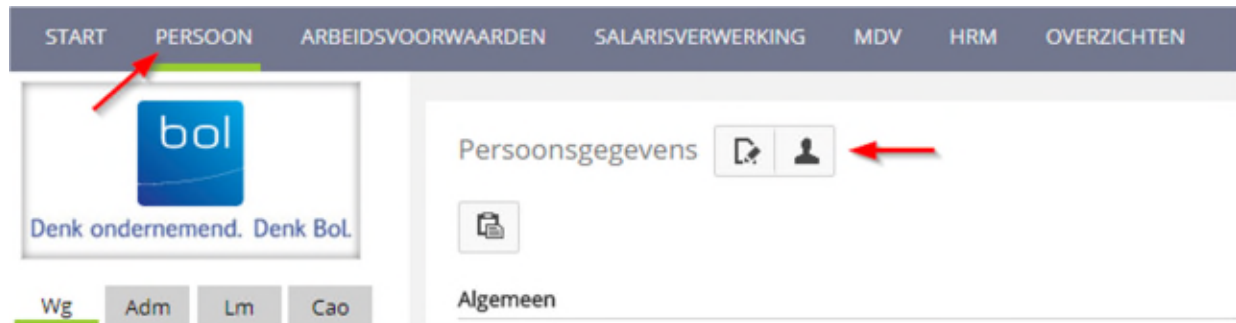 START PERSOON ARBEIDSVOORWAARDEN SALARISVERWERKING MDV HRM OVERZICHTEN
bol
Denk ondernemend. Denk Bol.
Persoonsgegevens
Wg Adm Lm Cao
Algemeen